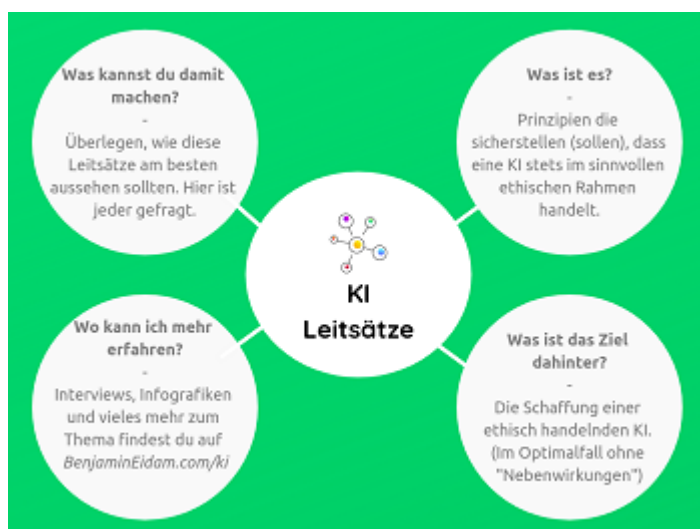 Was kannst du damit
machen?
-
Überlegen, wie diese
Leitsätze am besten
aussehen sollten. Hier ist
jeder gefragt.
Was ist es?
-
Prinzipien die
sicherstellen (sollen), dass
eine KI stets im sinnvollen
ethischen Rahmen
handelt.
KI
Leitsätze
Wo kann ich mehr
erfahren?
-
Interviews, Infografiken
und vieles mehr zum
Thema findest du auf
BenjaminEidam.com/ki
Was ist das Ziel
dahinter?
-
Die Schaffung einer
ethisch handelnden KI.
(Im Optimalfall ohne
"Nebenwirkungen")